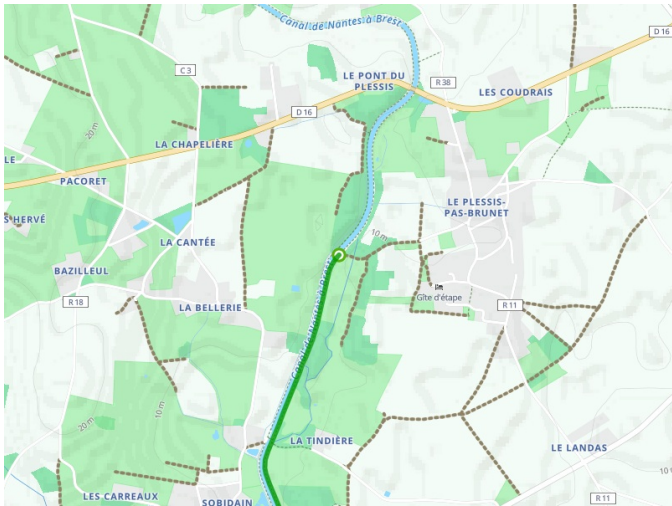 Canal de Nantes à Brest
D 16
C 3
LE PONT DU
PLESSIS
R 38
LES COUDRAIS
D 16
LA CHAPELIÈRE
LE
PACORET
LE PLESSIS-
PAS-BRUNET
20 m
S HERVÉ
10 m
LA CANTÉE
BAZILLEUL
Gîte d'étape
R 18
LA BELLERIE
R 11
Canal de Nantes à Brest
10 m
20 m
LA TINDIÈRE
LE LANDAS
LES CARREAUX
SOBIDAIN
R 11
10